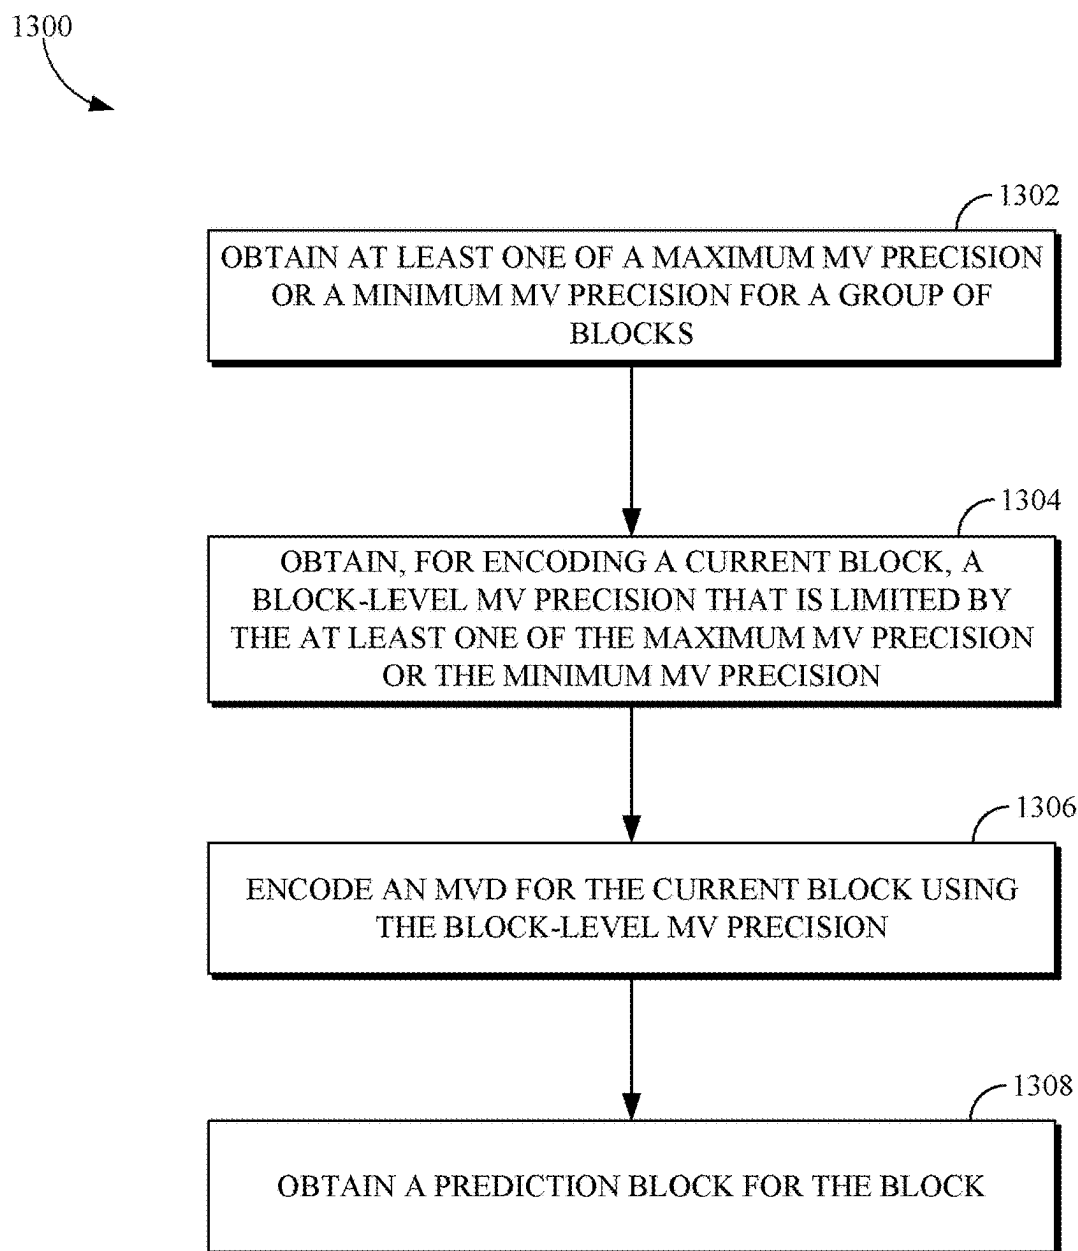 1300
1302
OBTAIN AT LEAST ONE OF A MAXIMUM MV PRECISION
OR A MINIMUM MV PRECISION FOR A GROUP OF
BLOCKS
1304
OBTAIN, FOR ENCODING A CURRENT BLOCK, A
BLOCK-LEVEL MV PRECISION THAT IS LIMITED BY
THE AT LEAST ONE OF THE MAXIMUM MV PRECISION
OR THE MINIMUM MV PRECISION
1306
ENCODE AN MVD FOR THE CURRENT BLOCK USING
THE BLOCK-LEVEL MV PRECISION
1308
OBTAIN A PREDICTION BLOCK FOR THE BLOCK